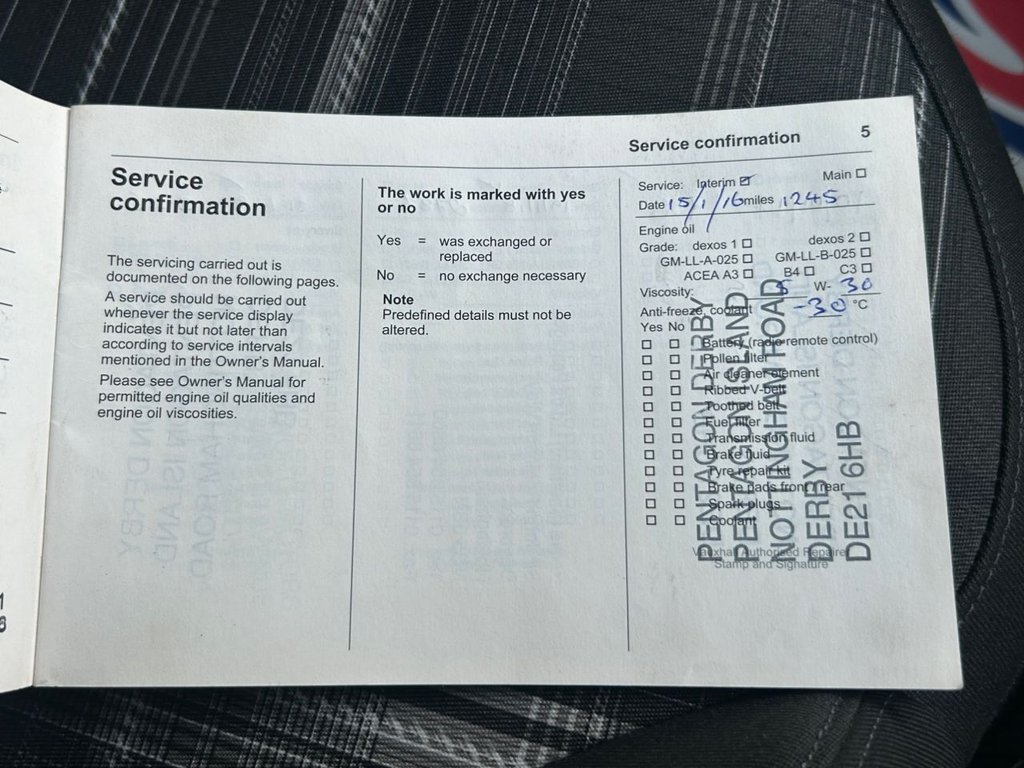 Service confirmation 5
Service
confirmation
The servicing carried out is
documented on the following pages.
A service should be carried out
whenever the service display
indicates it but not later than
according to service intervals
mentioned in the Owner's Manual.
Please see Owner's Manual for
permitted engine oil qualities and
engine oil viscosities.
The work is marked with yes
or no
Yes = was exchanged or
replaced
No = no exchange necessary
Note
Predefined details must not be
altered.
Service: Interim ☑ Main ☐
Date 15/1/16 miles 1245
Engine oil
Grade: dexos 1 ☐ dexos 2 ☐
GM-LL-A-025 ☐ GM-LL-B-025 ☐
ACEA A3 ☐ B4 ☐ C3 ☐
Viscosity: 5 W- 30
Anti-freeze, coolant -30 °C
Yes No
☐ ☐ Battery (radio remote control)
☐ ☐ Pollen filter
☐ ☐ Air cleaner element
☐ ☐ Ribbed V-belt
☐ ☐ Toothed belt
☐ ☐ Fuel filter
☐ ☐ Transmission fluid
☐ ☐ Brake fluid
☐ ☐ Tyre repair kit
☐ ☐ Brake pads front / rear
☐ ☐ Spark plugs
☐ ☐ Coolant
Vauxhall Authorised Repairer
Stamp and Signature
PENTAGON DERBY
PENTAGON ISLAND
NOTTINGHAM ROAD
DERBY
DE21 6HB